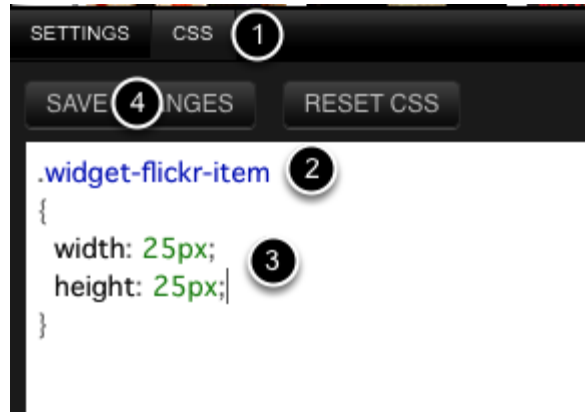 SETTINGS CSS 1
SAVE 4 NGES RESET CSS
.widget-flickr-item 2
{
width: 25px; 3
height: 25px;
}